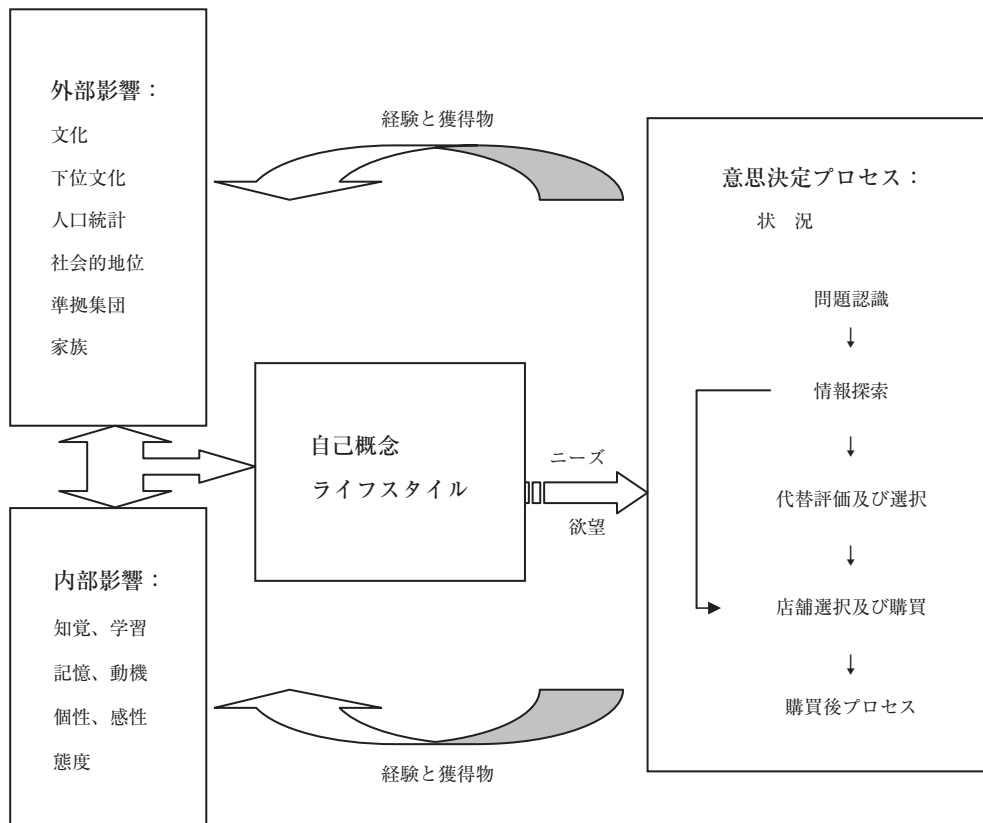 外部影響：
文化
下位文化
人口統計
社会的地位
準拠集団
家族
経験と獲得物
内部影響：
知覚、学習
記憶、動機
個性、感性
態度
自己概念
ライフスタイル
ニーズ
欲望
経験と獲得物
意思決定プロセス：
状　況
問題認識
↓
情報探索
↓
代替評価及び選択
↓
店舗選択及び購買
↓
購買後プロセス